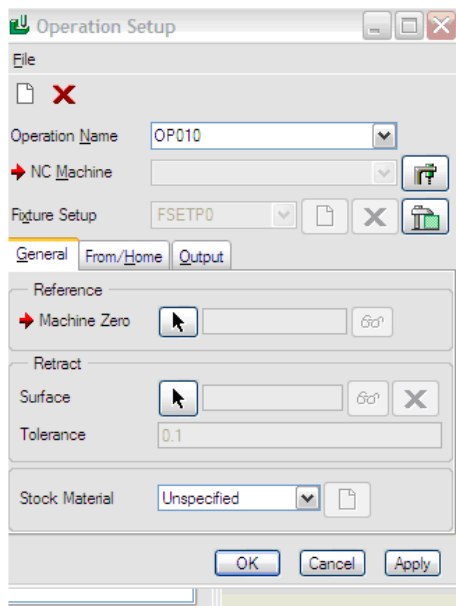 Operation Setup
File
Operation Name OP010
NC Machine
Fixture Setup FSETP0
General From/Home Output
Reference
Machine Zero
Retract
Surface
Tolerance 0.1
Stock Material Unspecified
OK Cancel Apply